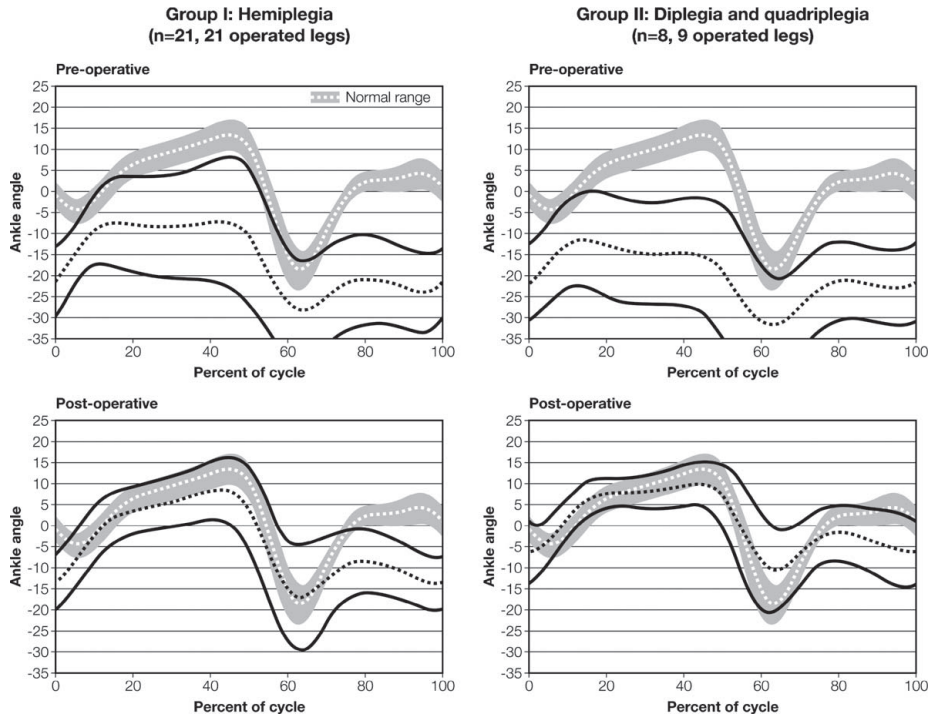 Group I: Hemiplegia
(n=21, 21 operated legs)
Group II: Diplegia and quadriplegia
(n=8, 9 operated legs)
Pre-operative
Ankle angle
25
20
15
10
5
0
-5
-10
-15
-20
-25
-30
-35
Normal range
0 20 40 60 80 100
Percent of cycle
Pre-operative
Ankle angle
25
20
15
10
5
0
-5
-10
-15
-20
-25
-30
-35
0 20 40 60 80 100
Percent of cycle
Post-operative
Ankle angle
25
20
15
10
5
0
-5
-10
-15
-20
-25
-30
-35
0 20 40 60 80 100
Percent of cycle
Post-operative
Ankle angle
25
20
15
10
5
0
-5
-10
-15
-20
-25
-30
-35
0 20 40 60 80 100
Percent of cycle